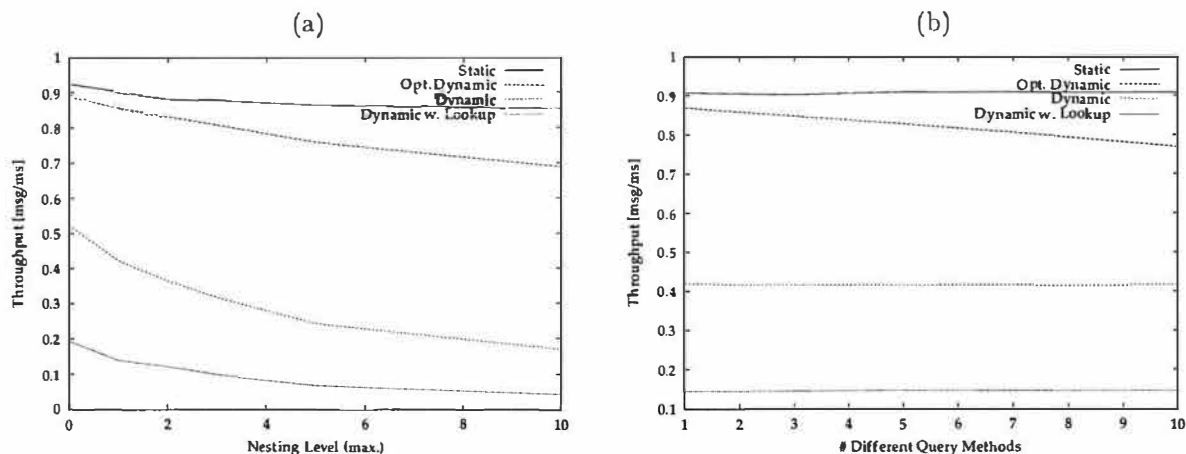 (a)
Throughput [msg/ms]
1
0.9
0.8
0.7
0.6
0.5
0.4
0.3
0.2
0.1
0
Static
Opt. Dynamic
Dynamic
Dynamic w. Lookup
0 2 4 6 8 10
Nesting Level (max.)
(b)
Throughput [msg/ms]
1
0.9
0.8
0.7
0.6
0.5
0.4
0.3
0.2
0.1
Static
Opt. Dynamic
Dynamic
Dynamic w. Lookup
1 2 3 4 5 6 7 8 9 10
# Different Query Methods